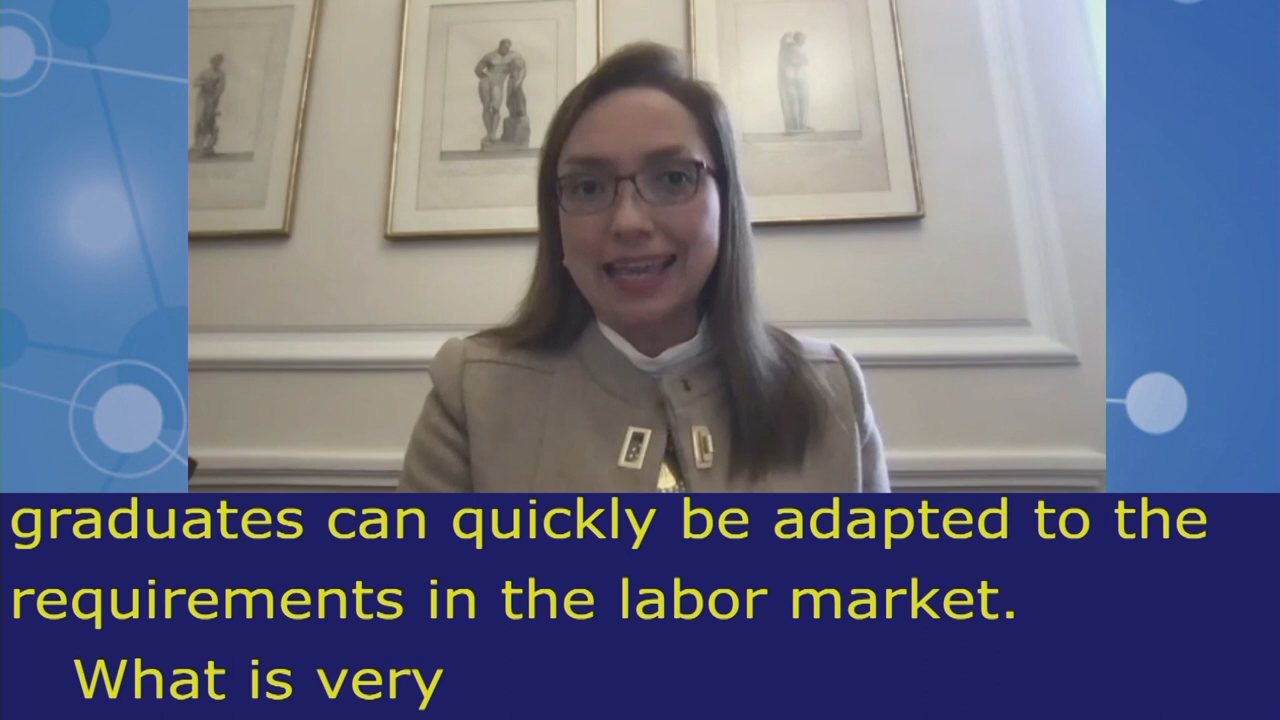 graduates can quickly be adapted to the
requirements in the labor market.
What is very